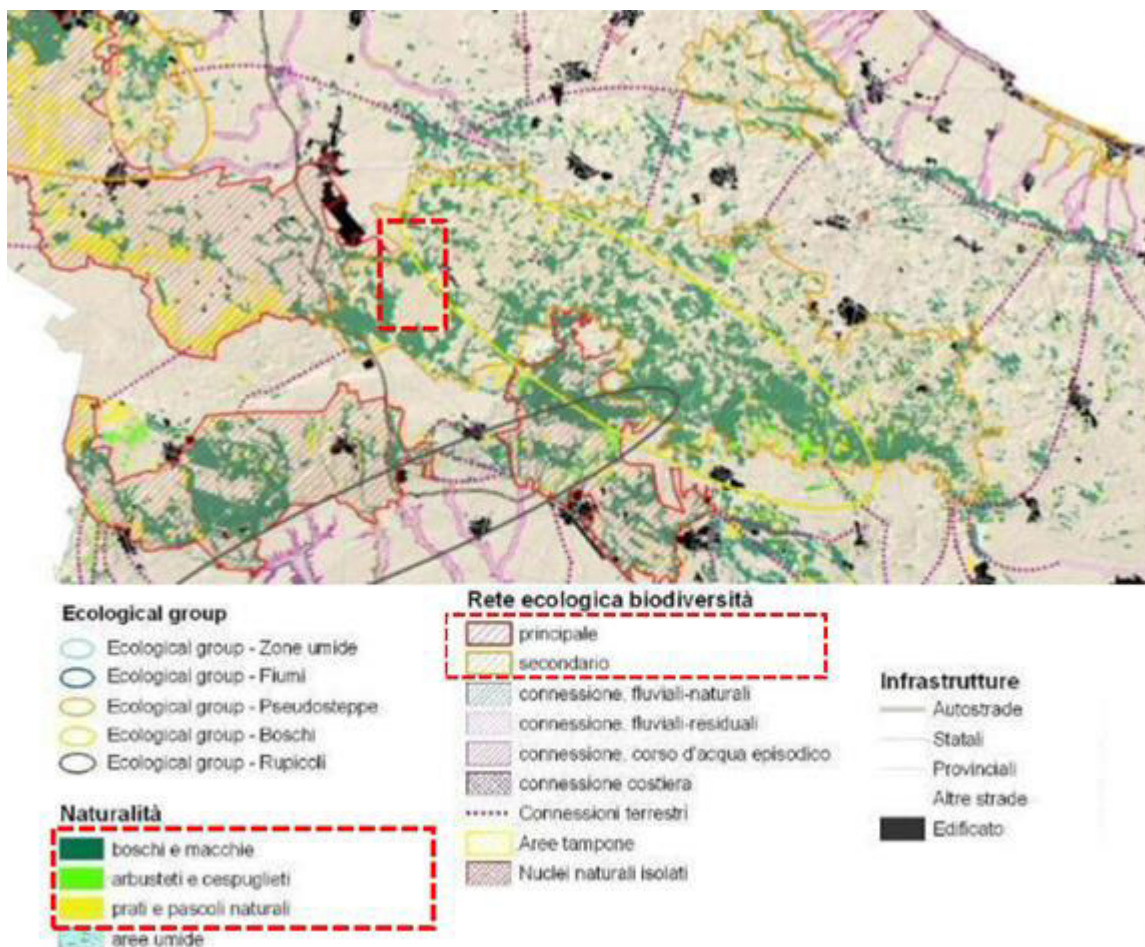 Ecological group
Ecological group - Zone umide
Ecological group - Fiumi
Ecological group - Pseudosteppe
Ecological group - Boschi
Ecological group - Rupicoli
Naturalità
boschi e macchie
arbusteti e cespuglieti
prati e pascoli naturali
aree umide
Rete ecologica biodiversità
principale
secondario
connessione, fluviali-naturali
connessione, fluviali-residuali
connessione, corso d'acqua episodico
connessione costiera
Connessioni terrestri
Aree tampone
Nuclei naturali isolati
Infrastrutture
Autostrade
Statali
Provinciali
Altre strade
Edificato